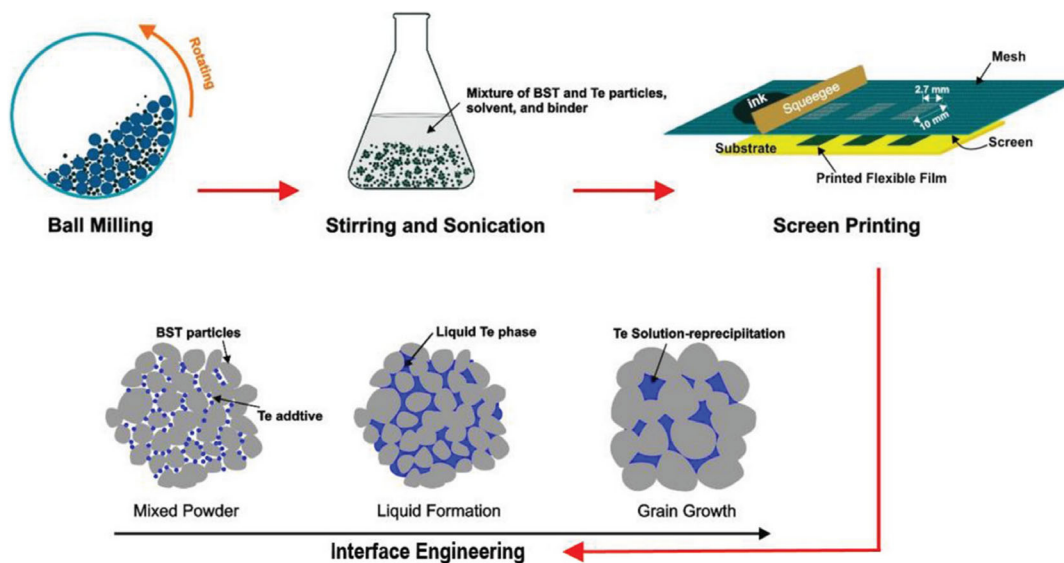 Rotating
Ball Milling
Mixture of BST and Te particles,
solvent, and binder
Stirring and Sonication
Mesh
2.7 mm
10 mm
ink
Squeegee
Substrate
Screen
Printed Flexible Film
Screen Printing
BST particles
Te addtive
Mixed Powder
Liquid Te phase
Liquid Formation
Te Solution-reprecipiitation
Grain Growth
Interface Engineering